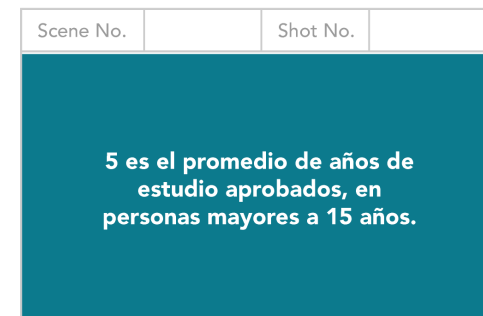 Scene No.
Shot No.
5 es el promedio de años de
estudio aprobados, en
personas mayores a 15 años.